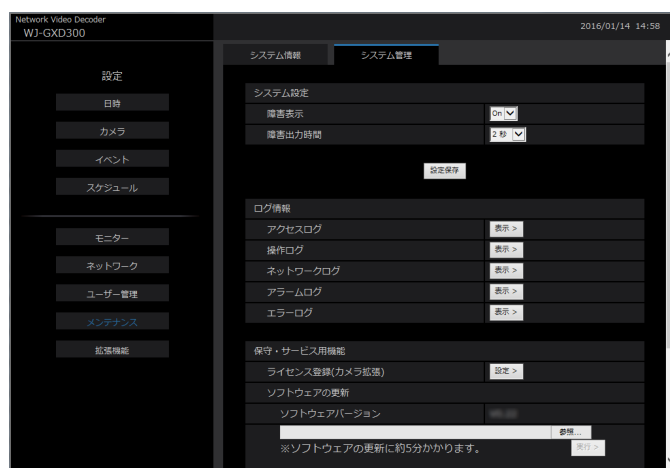 Network Video Decoder
WJ-GXD300
2016/01/14 14:58
設定
日時
カメラ
イベント
スケジュール
モニター
ネットワーク
ユーザー管理
メンテナンス
拡張機能
システム情報
システム管理
システム設定
障害表示 On
障害出力時間 2 秒
設定保存
ログ情報
アクセスログ 表示 >
操作ログ 表示 >
ネットワークログ 表示 >
アラームログ 表示 >
エラーログ 表示 >
保守・サービス用機能
ライセンス登録(カメラ拡張) 設定 >
ソフトウェアの更新
ソフトウェアバージョン
参照...
※ソフトウェアの更新に約5分かかります。 実行 >